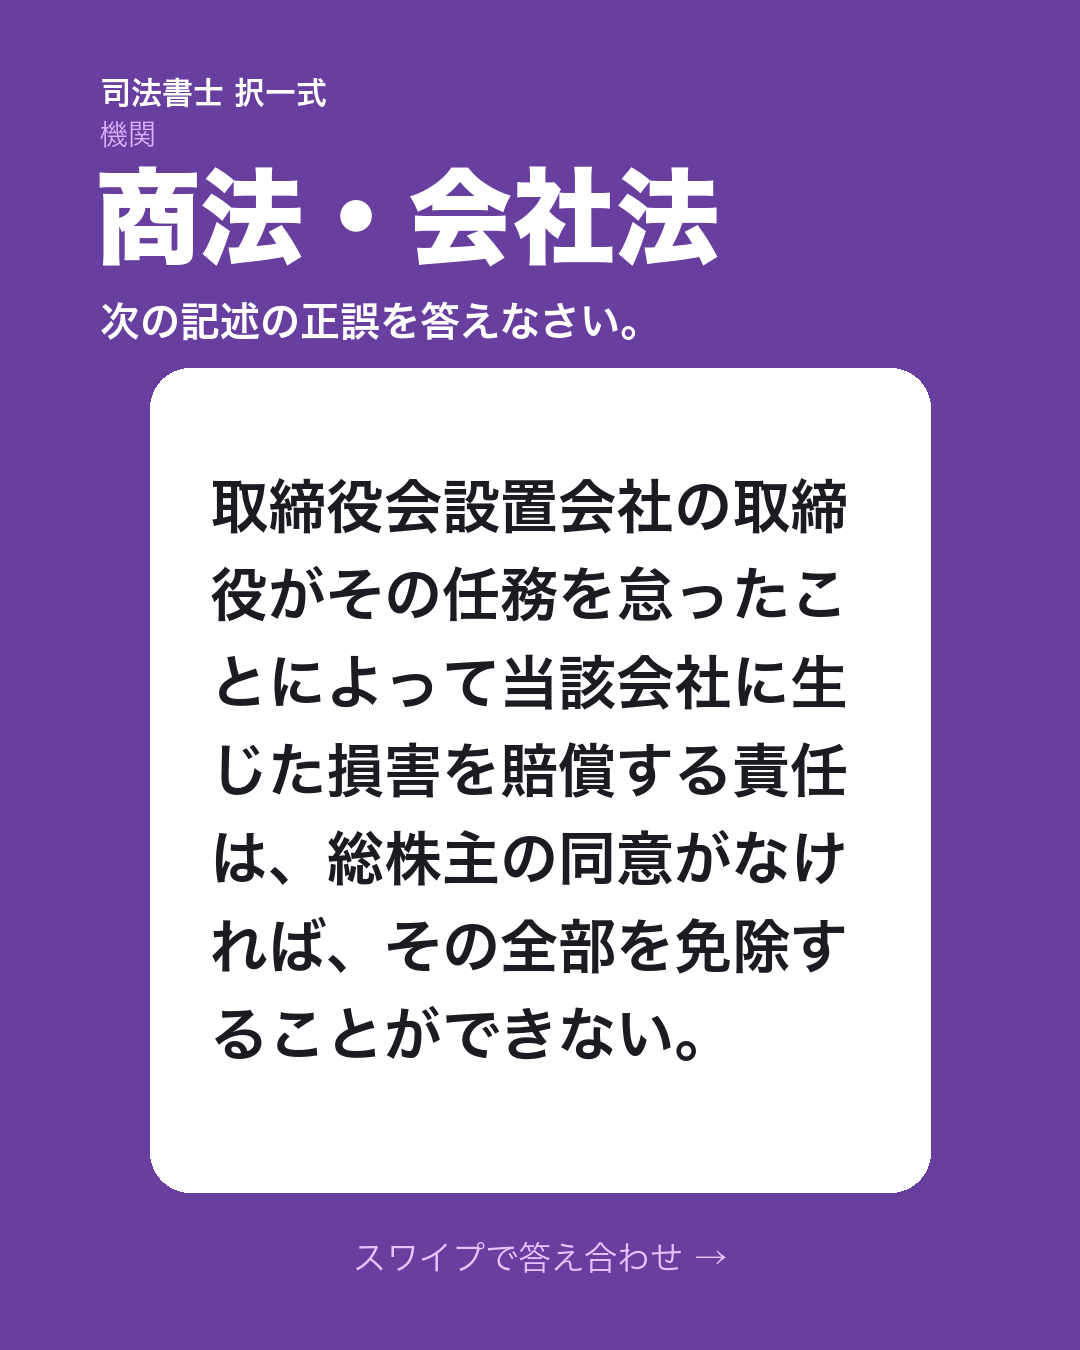 司法書士 択一式
機関
商法・会社法
次の記述の正誤を答えなさい。
取締役会設置会社の取締
役がその任務を怠ったこ
とによって当該会社に生
じた損害を賠償する責任
は、総株主の同意がなけ
れば、その全部を免除す
ることができない。
スワイプで答え合わせ →